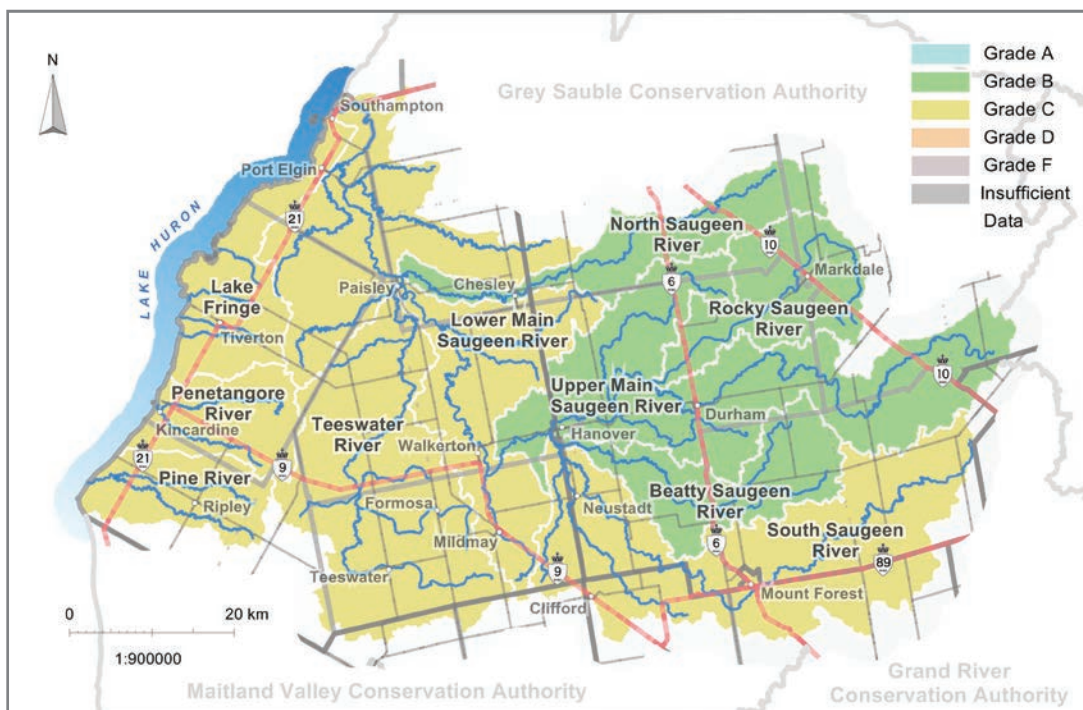 N
Grade A
Grade B
Grade C
Grade D
Grade F
Insufficient
Data
Grey Sauble Conservation Authority
Southampton
Port Elgin
21
LAKE HURON
North Saugeen
River
10
Markdale
6
Chesley
Paisley
Lake
Fringe
Rocky Saugeen
River
Lower Main
Saugeen River
Tiverton
10
Penetangore
River
Upper Main
Saugeen River
Durham
Kincardine
Teeswater
River
Hanover
Walkerton
21
9
Pine River
Ripley
Formosa
Neustadt
Beatty Saugeen
River
South Saugeen
River
Mildmay
6
89
Teeswater
9
Mount Forest
Clifford
0
20 km
1:900000
Maitland Valley Conservation Authority
Grand River
Conservation Authority